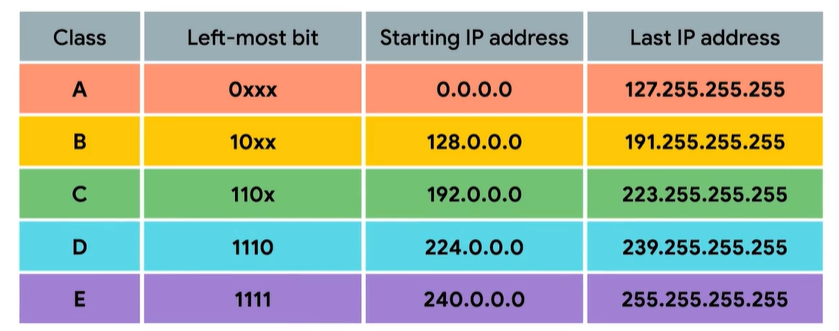 Class Left-most bit Starting IP address Last IP address
A 0xxx 0.0.0.0 127.255.255.255
B 10xx 128.0.0.0 191.255.255.255
C 110x 192.0.0.0 223.255.255.255
D 1110 224.0.0.0 239.255.255.255
E 1111 240.0.0.0 255.255.255.255